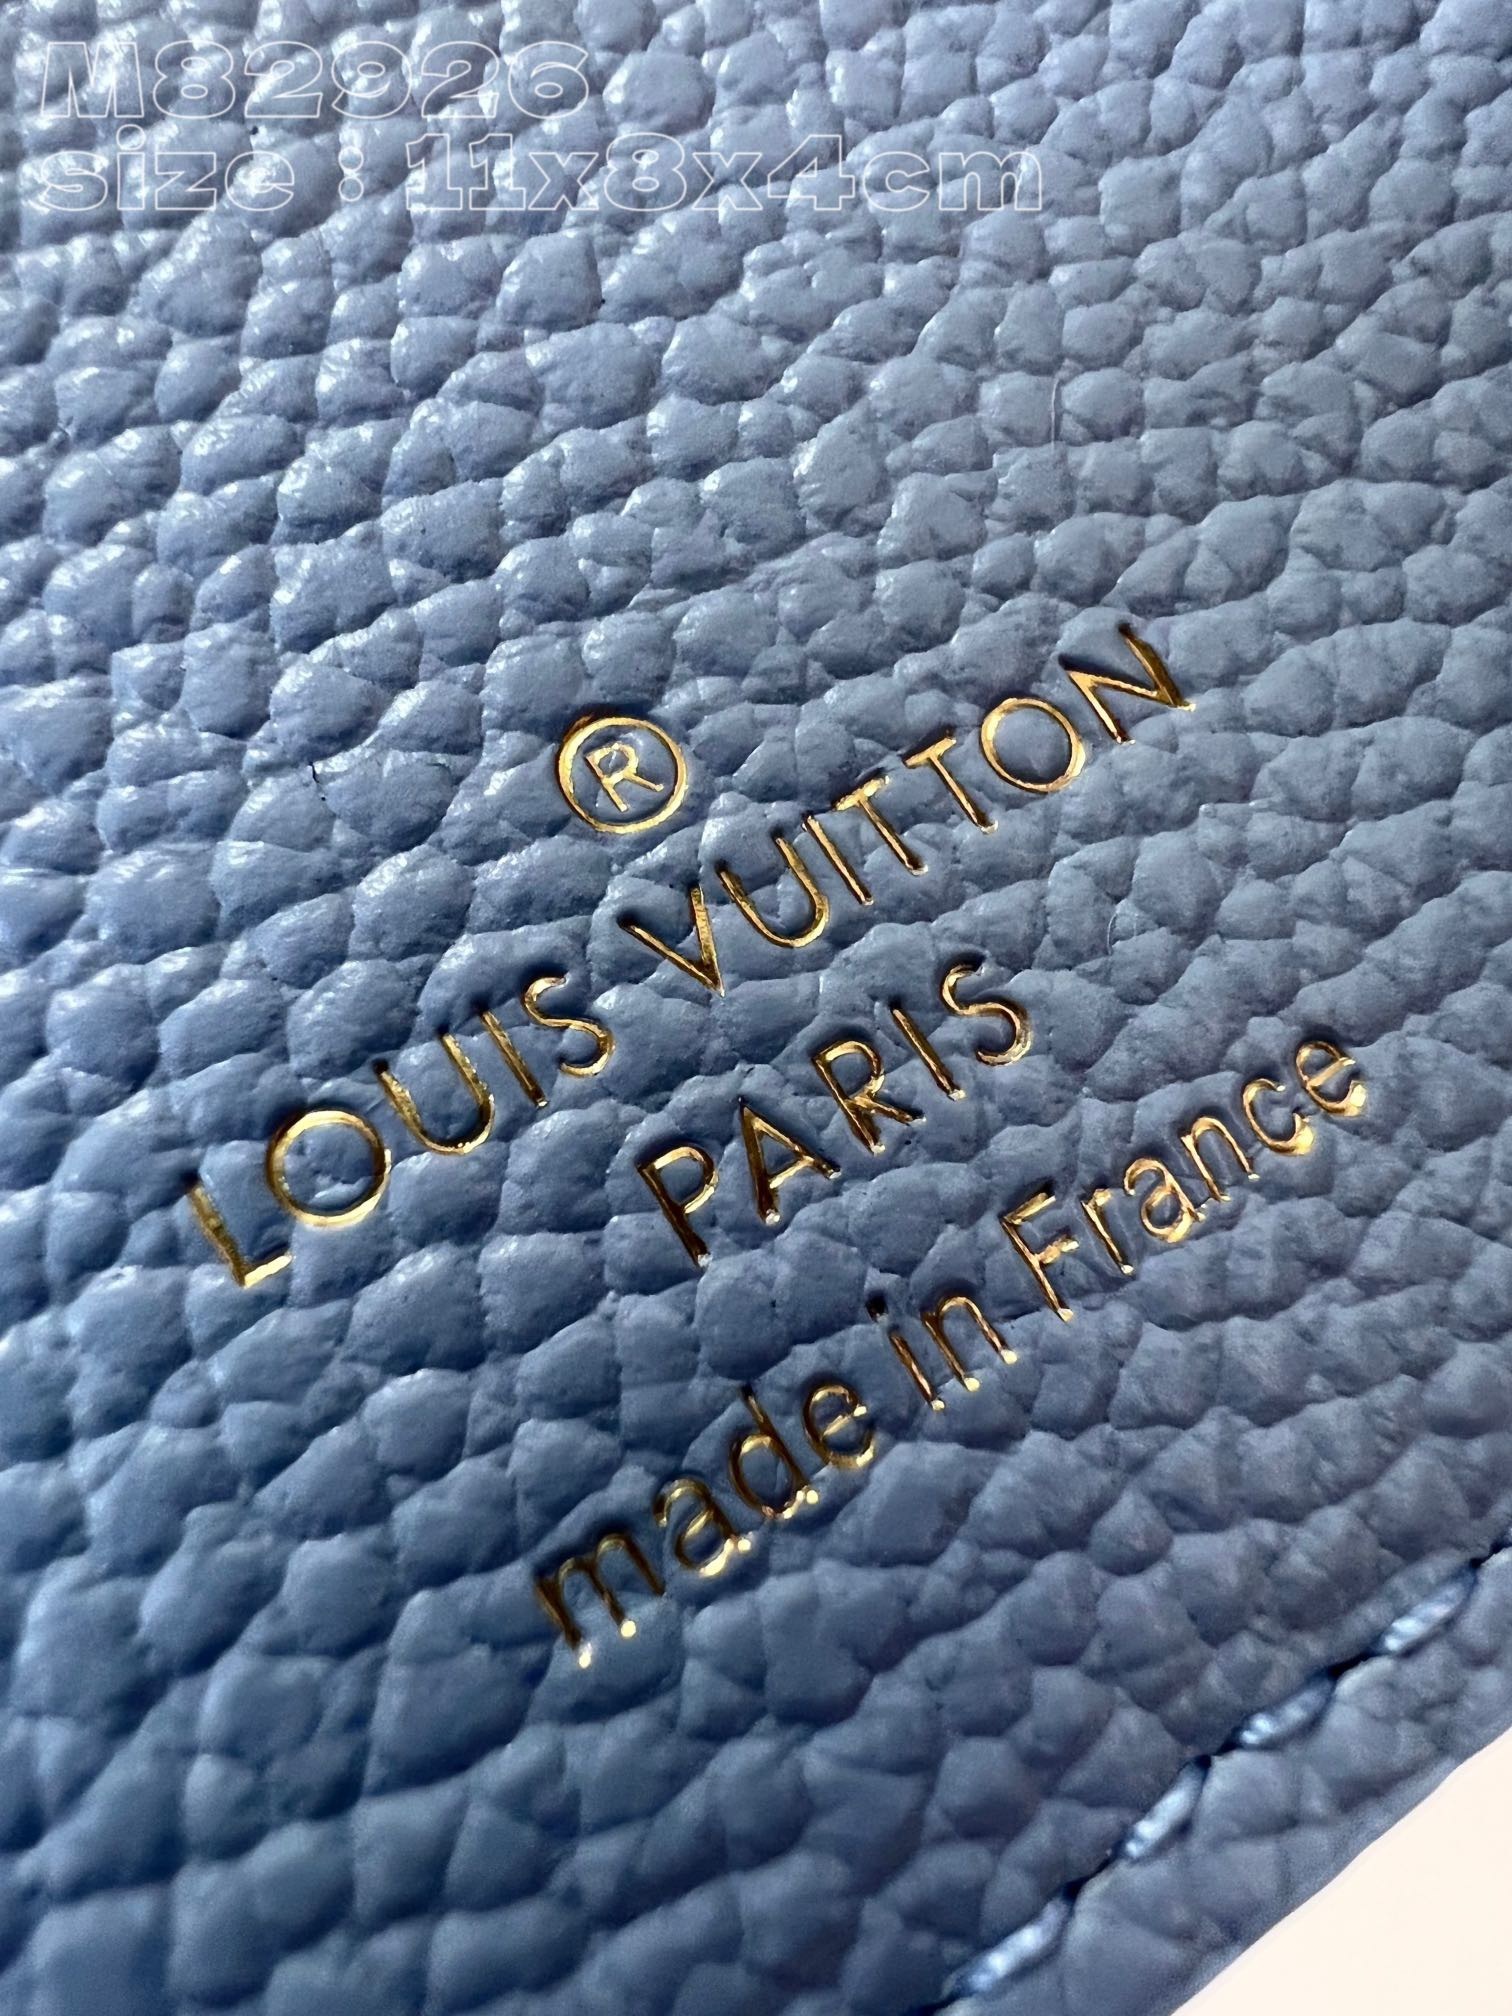 M82926
size : 11x8x4cm
®
LOUIS VUITTON
PARIS
made in France